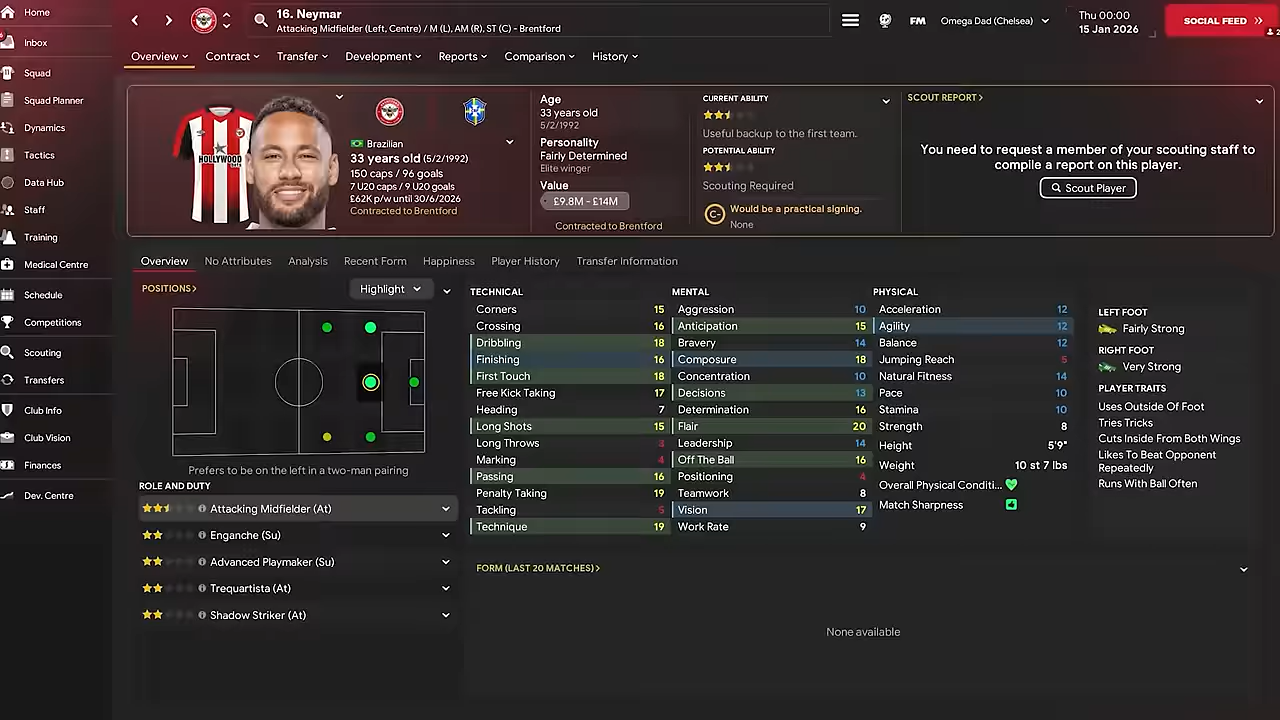 Home
Inbox
Squad
Squad Planner
Dynamics
Tactics
Data Hub
Staff
Training
Medical Centre
Schedule
Competitions
Scouting
Transfers
Club Info
Club Vision
Finances
Dev. Centre
16. Neymar
Attacking Midfielder (Left, Centre) / M (L), AM (R), ST (C) - Brentford
FM
Omega Dad (Chelsea)
Thu 00:00
15 Jan 2026
SOCIAL FEED
Overview Contract Transfer Development Reports Comparison History
HOLLYWOOD
bets
Brazilian
33 years old (5/2/1992)
150 caps / 96 goals
7 U20 caps / 9 U20 goals
£62K p/w until 30/6/2026
Contracted to Brentford
Age
33 years old
5/2/1992
Personality
Fairly Determined
Elite winger
Value
£9.8M - £14M
Contracted to Brentford
CURRENT ABILITY
Useful backup to the first team.
POTENTIAL ABILITY
Scouting Required
C-
Would be a practical signing.
None
SCOUT REPORT >
You need to request a member of your scouting staff to
compile a report on this player.
Scout Player
Overview No Attributes Analysis Recent Form Happiness Player History Transfer Information
POSITIONS >
Highlight
Prefers to be on the left in a two-man pairing
ROLE AND DUTY
Attacking Midfielder (At)
Enganche (Su)
Advanced Playmaker (Su)
Trequartista (At)
Shadow Striker (At)
TECHNICAL
Corners 15
Crossing 16
Dribbling 18
Finishing 16
First Touch 18
Free Kick Taking 17
Heading 7
Long Shots 15
Long Throws 3
Marking 4
Passing 16
Penalty Taking 19
Tackling 5
Technique 19
MENTAL
Aggression 10
Anticipation 15
Bravery 14
Composure 18
Concentration 10
Decisions 13
Determination 16
Flair 20
Leadership 14
Off The Ball 16
Positioning 4
Teamwork 8
Vision 17
Work Rate 9
PHYSICAL
Acceleration 12
Agility 12
Balance 12
Jumping Reach 5
Natural Fitness 14
Pace 10
Stamina 10
Strength 8
Height 5'9"
Weight 10 st 7 lbs
Overall Physical Conditi...
Match Sharpness
LEFT FOOT
Fairly Strong
RIGHT FOOT
Very Strong
PLAYER TRAITS
Uses Outside Of Foot
Tries Tricks
Cuts Inside From Both Wings
Likes To Beat Opponent
Repeatedly
Runs With Ball Often
FORM (LAST 20 MATCHES) >
None available